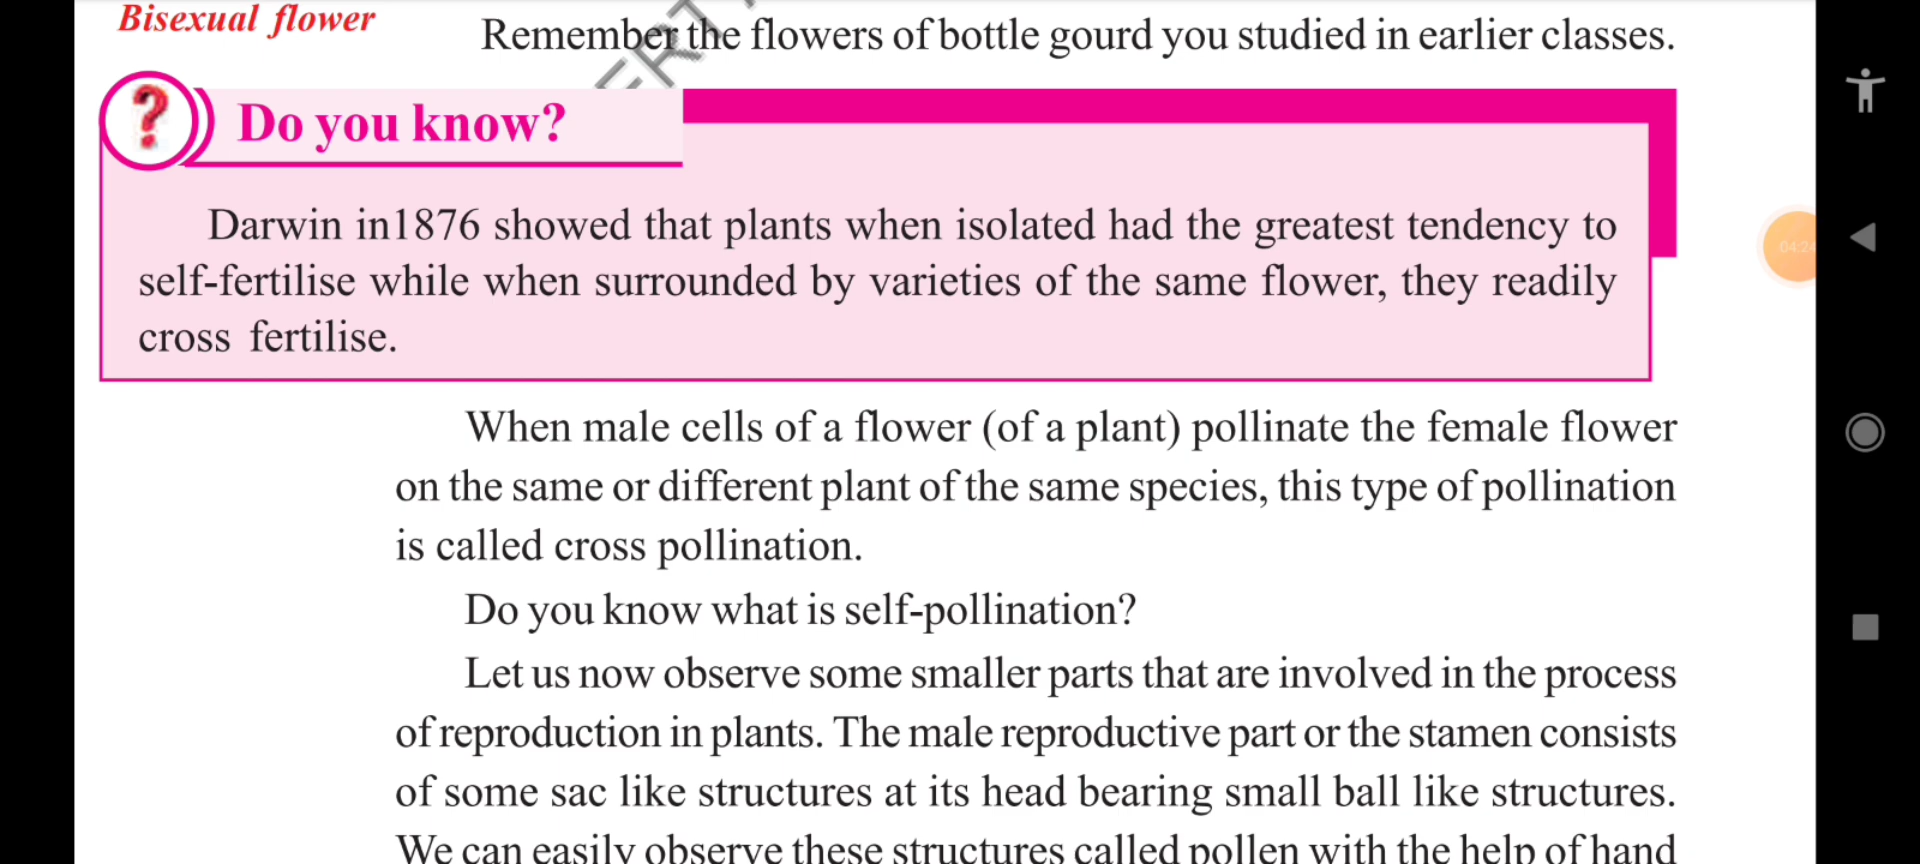 Bisexual flower
Remember the flowers of bottle gourd you studied in earlier classes.
ERT
?
Do you know?
Darwin in1876 showed that plants when isolated had the greatest tendency to
self-fertilise while when surrounded by varieties of the same flower, they readily
cross fertilise.
04:24
When male cells of a flower (of a plant) pollinate the female flower
on the same or different plant of the same species, this type of pollination
is called cross pollination.
Do you know what is self-pollination?
Let us now observe some smaller parts that are involved in the process
of reproduction in plants. The male reproductive part or the stamen consists
of some sac like structures at its head bearing small ball like structures.
We can easily observe these structures called pollen with the help of hand